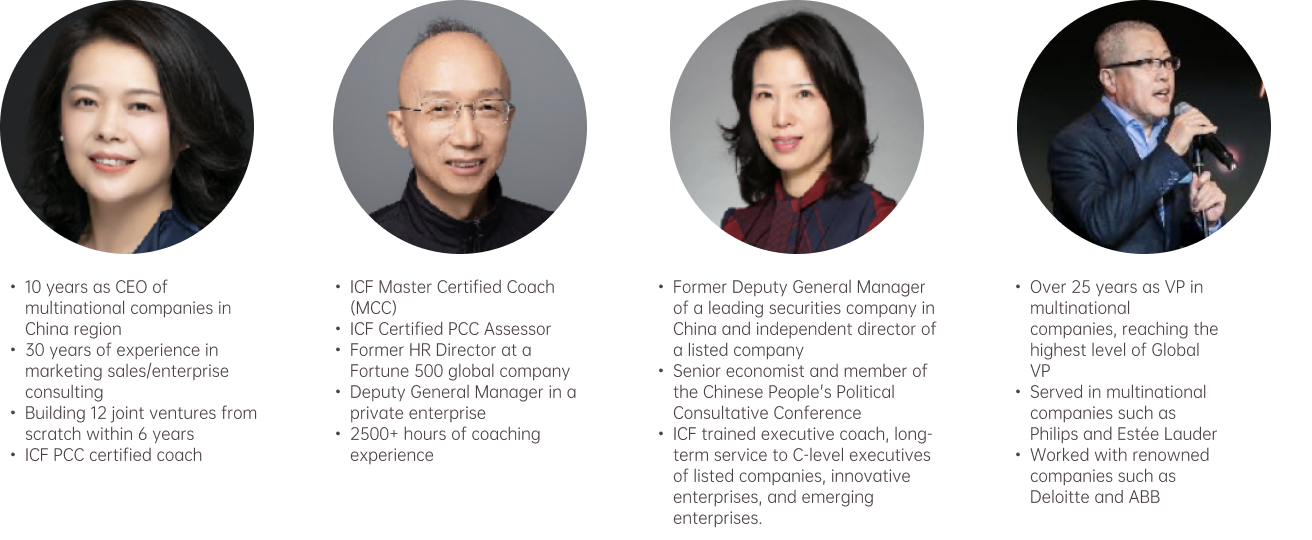 • 10 years as CEO of
multinational companies in
China region
• 30 years of experience in
marketing sales/enterprise
consulting
• Building 12 joint ventures from
scratch within 6 years
• ICF PCC certified coach
• ICF Master Certified Coach
(MCC)
• ICF Certified PCC Assessor
• Former HR Director at a
Fortune 500 global company
• Deputy General Manager in a
private enterprise
• 2500+ hours of coaching
experience
• Former Deputy General Manager
of a leading securities company in
China and independent director of
a listed company
• Senior economist and member of
the Chinese People's Political
Consultative Conference
• ICF trained executive coach, long-
term service to C-level executives
of listed companies, innovative
enterprises, and emerging
enterprises.
• Over 25 years as VP in
multinational
companies, reaching the
highest level of Global
VP
• Served in multinational
companies such as
Philips and Estée Lauder
• Worked with renowned
companies such as
Deloitte and ABB